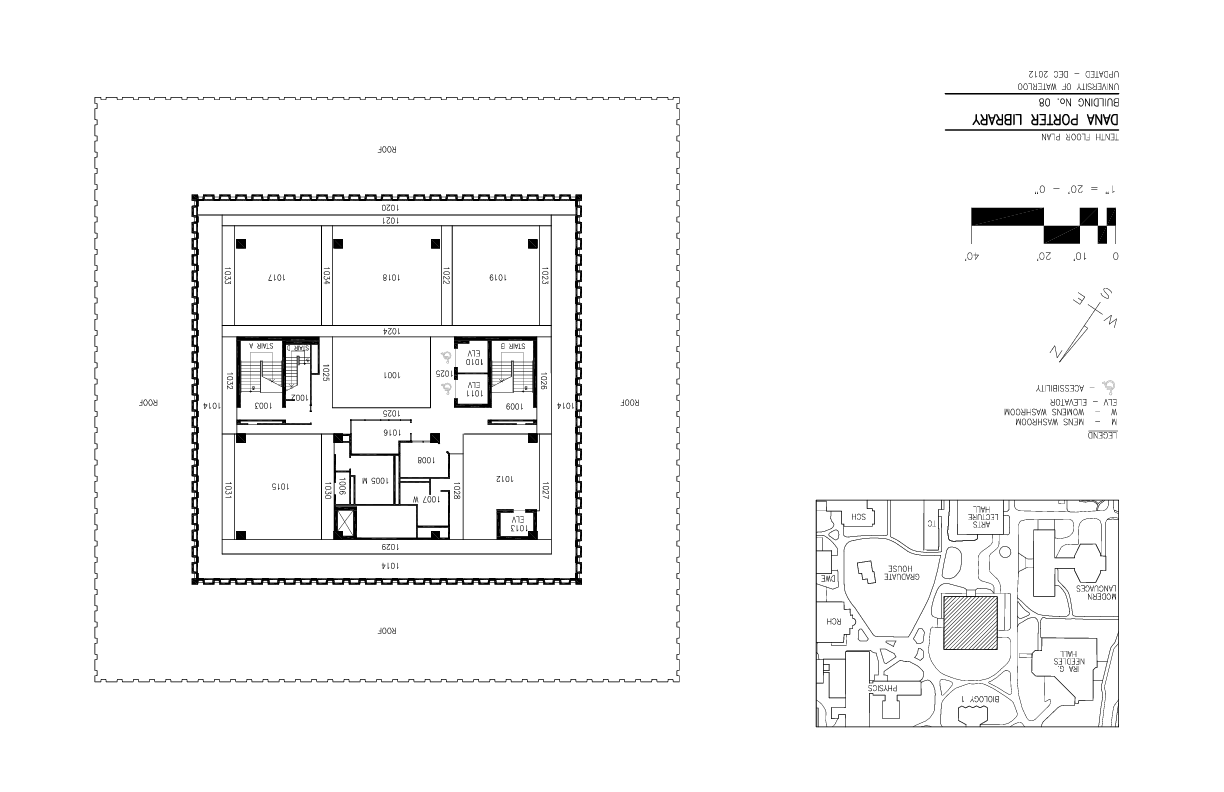 BIOLOGY 1
PHYSICS
IRA G.
NEEDLES
HALL
RCH
MODERN
LANGUAGES
GRADUATE
HOUSE
DWE
ARTS
LECTURE
HALL
TC
SCH
LEGEND
M - MENS WASHROOM
W - WOMENS WASHROOM
ELV - ELEVATOR
- ACESSIBILITY
N
W
E
S
0 10' 20' 40'
1" = 20' - 0"
TENTH FLOOR PLAN
DANA PORTER LIBRARY
BUILDING No. 08
UNIVERSITY OF WATERLOO
UPDATED - DEC 2012
ROOF
1014
1029
1013
ELV
1007 W
1027
1012
1028
1005 M
1006
1030
1015
1031
1008
1016
1025
ROOF
1014
1009
1003
1014
ROOF
1026
1011
ELV
1025
1001
1002
1032
1010
ELV
1025
STAIR B
STAIR D
STAIR A
1024
1023
1019
1022
1018
1034
1017
1033
1021
1020
ROOF